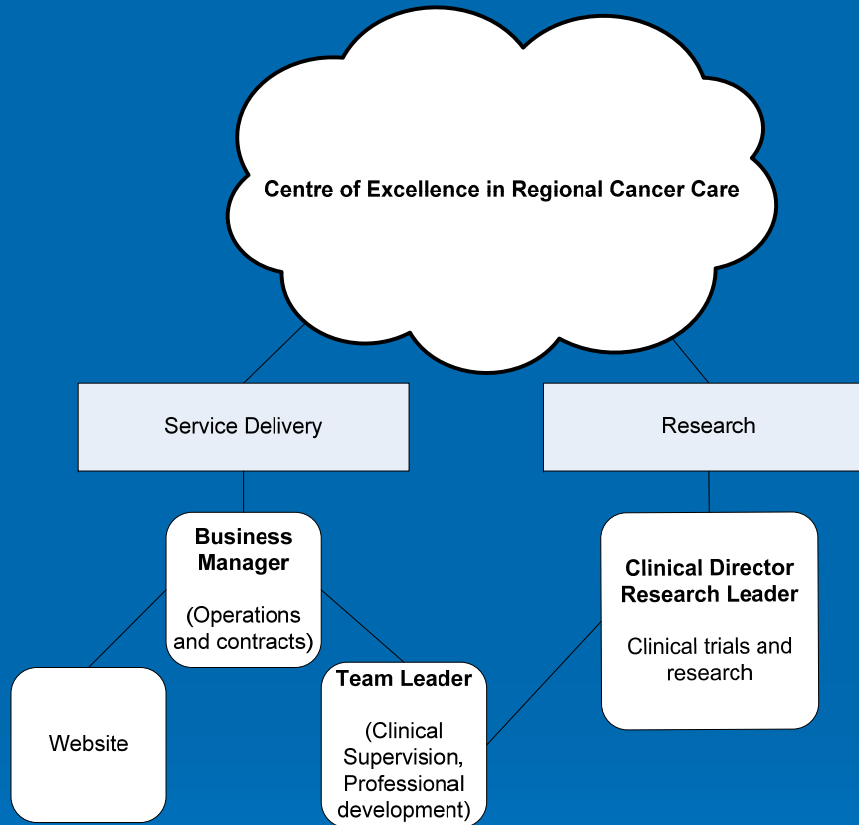 Centre of Excellence in Regional Cancer Care
Service Delivery
Research
Business
Manager
(Operations
and contracts)
Clinical Director
Research Leader
Clinical trials and
research
Website
Team Leader
(Clinical
Supervision,
Professional
development)